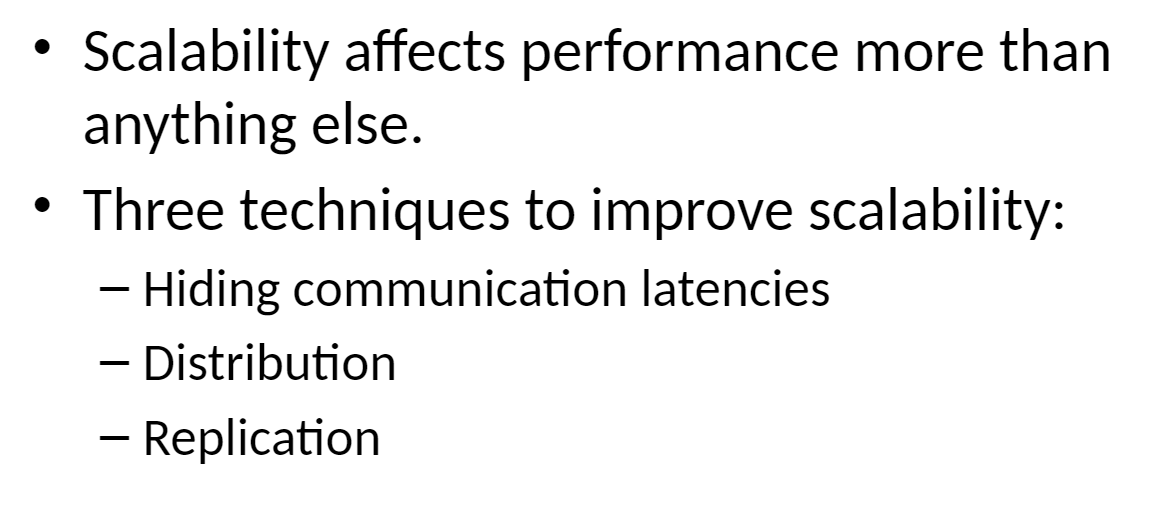 • Scalability affects performance more than
anything else.
• Three techniques to improve scalability:
– Hiding communication latencies
– Distribution
– Replication